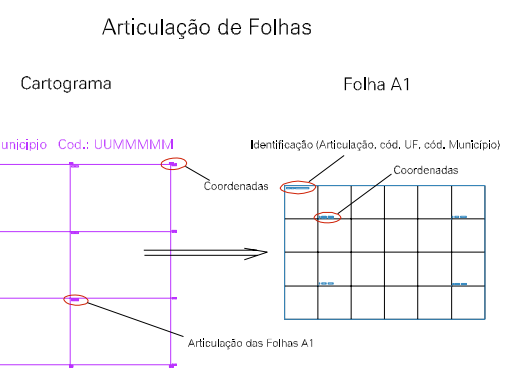 Articulação de Folhas
Cartograma
Folha A1
unicípio Cod.: UUMMMMM
Identificação (Articulação, cód. UF, cód. Município)
Coordenadas
Coordenadas
Articulação das Folhas A1